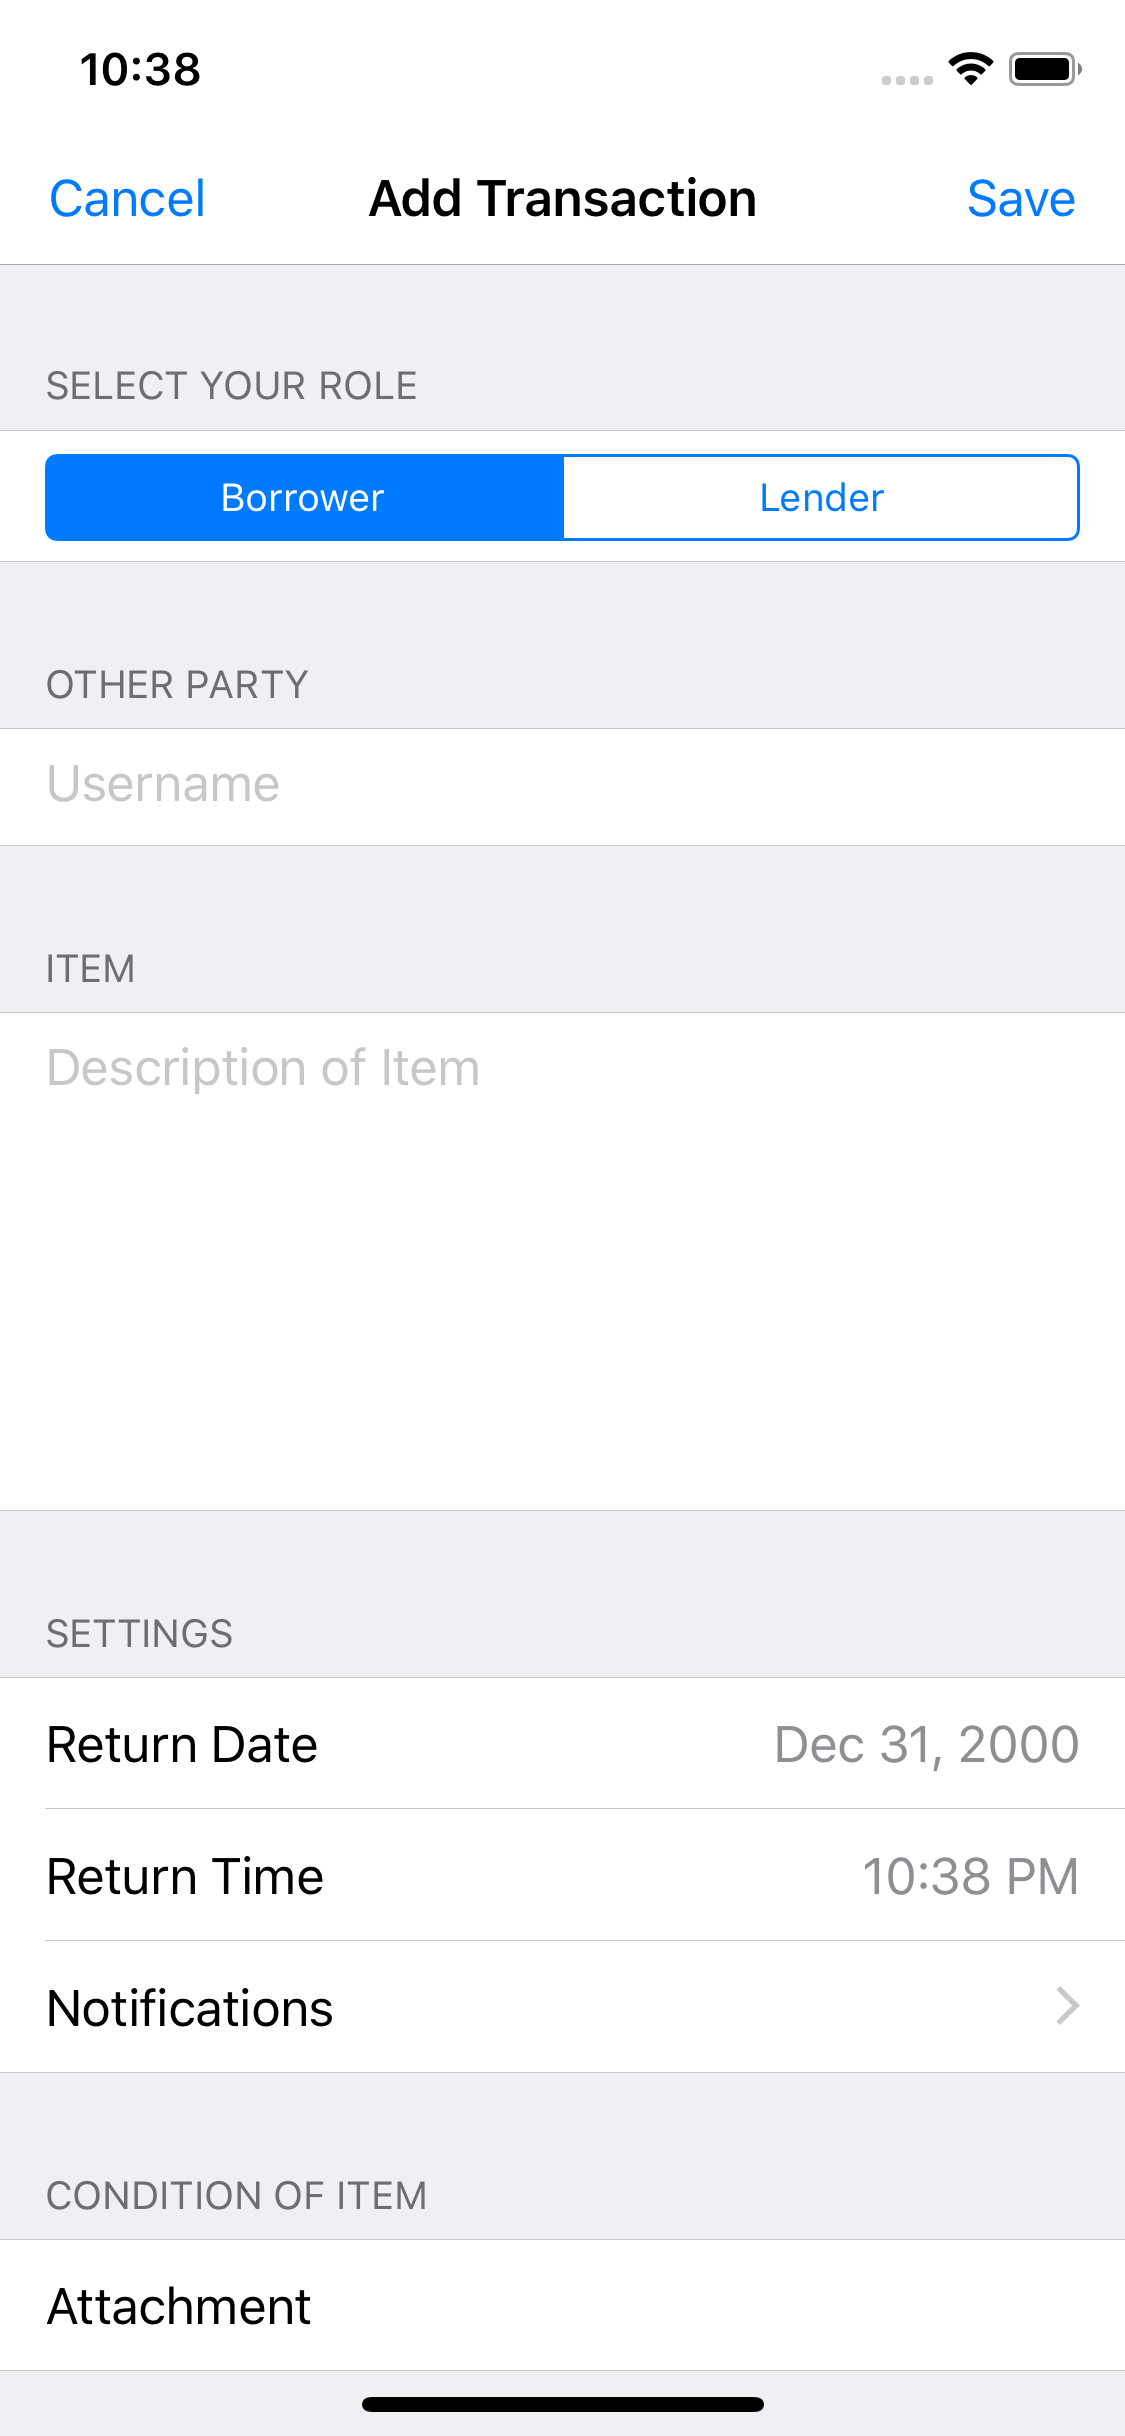 10:38
Cancel Add Transaction Save
SELECT YOUR ROLE
Borrower Lender
OTHER PARTY
Username
ITEM
Description of Item
SETTINGS
Return Date Dec 31, 2000
Return Time 10:38 PM
Notifications
CONDITION OF ITEM
Attachment